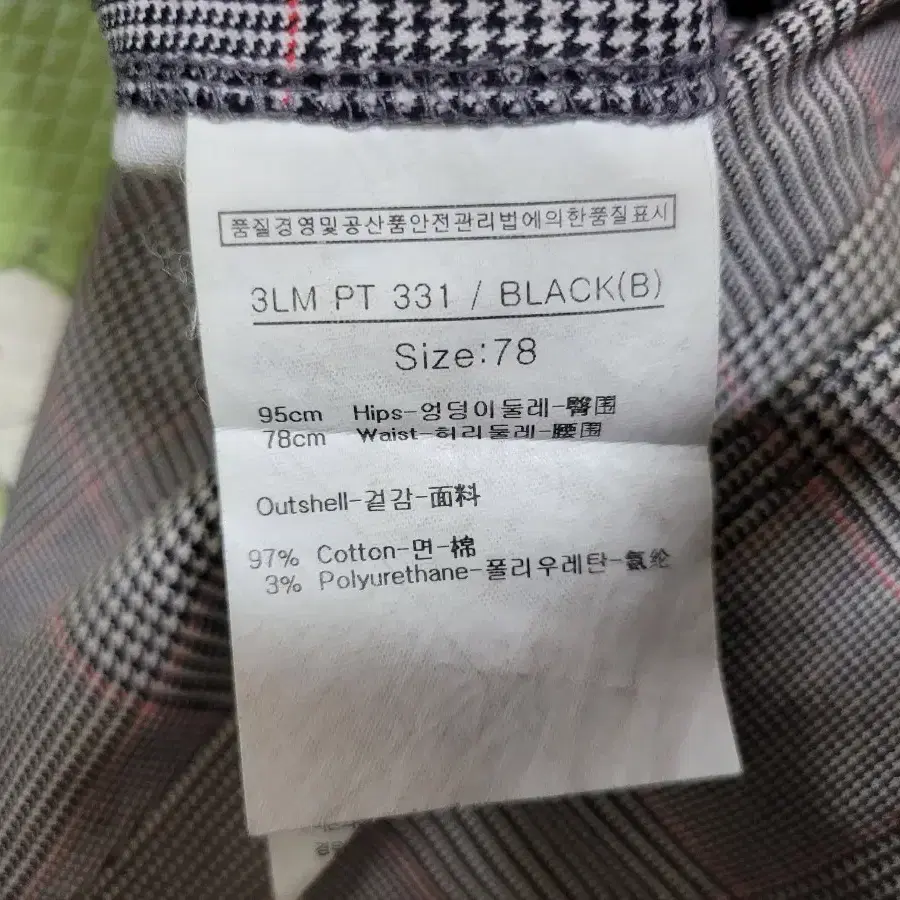 품질경영및공산품안전관리법에의한품질표시
3LM PT 331 / BLACK(B)
Size:78
95cm Hips-엉덩이둘레-臀围
78cm Waist-허리둘레-腰围
Outshell-겉감-面料
97% Cotton-면-棉
3% Polyurethane-폴리우레탄-氨纶